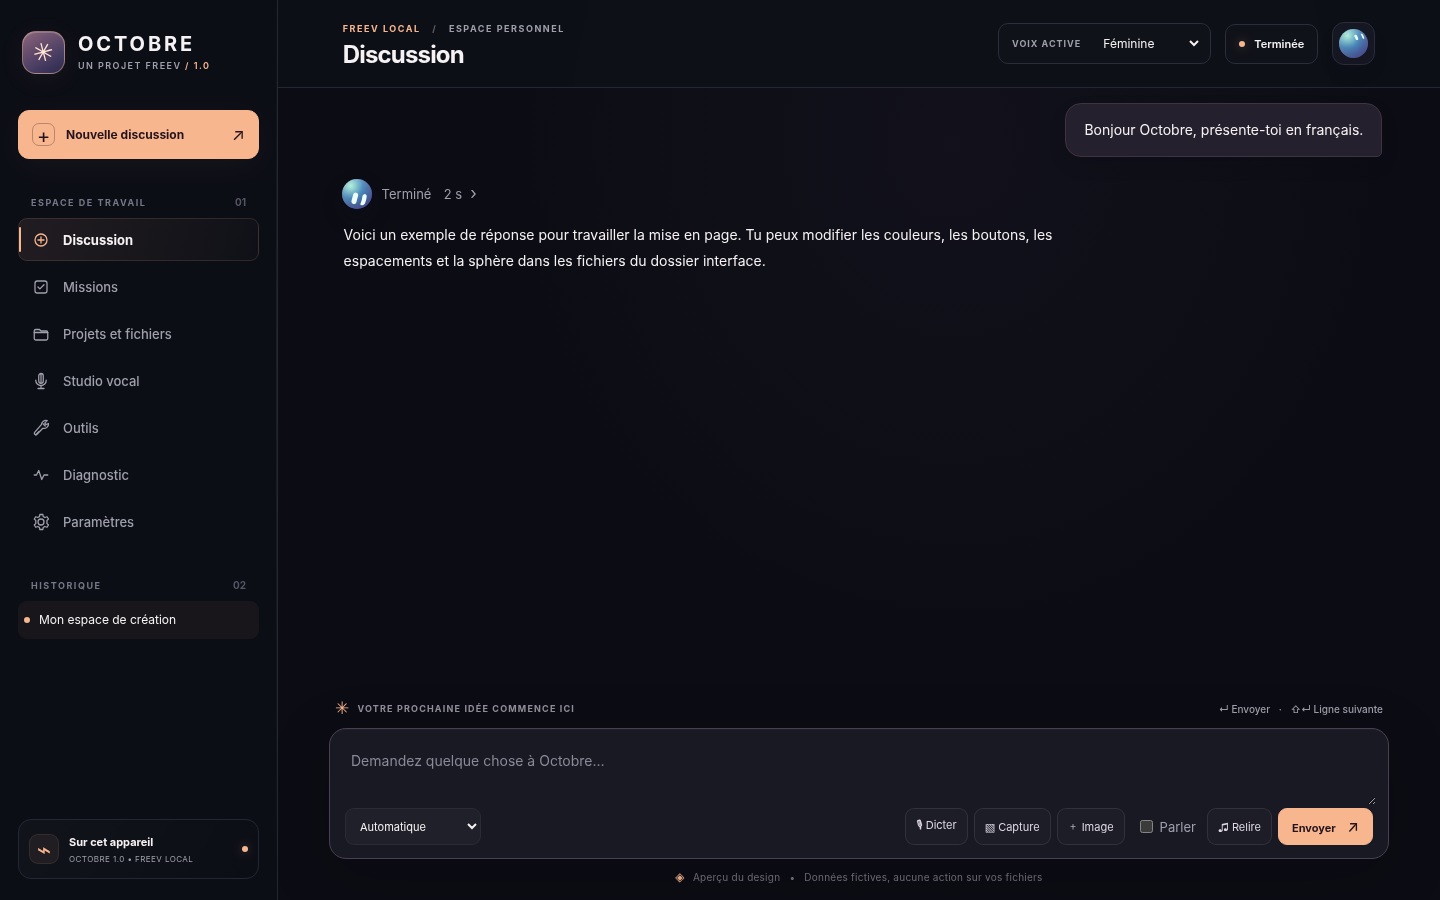 OCTOBRE
UN PROJET FREEV / 1.0
Nouvelle discussion
ESPACE DE TRAVAIL 01
Discussion
Missions
Projets et fichiers
Studio vocal
Outils
Diagnostic
Paramètres
HISTORIQUE 02
Mon espace de création
Sur cet appareil
OCTOBRE 1.0 • FREEV LOCAL
FREEV LOCAL / ESPACE PERSONNEL
Discussion
VOIX ACTIVE Féminine
Terminée
Bonjour Octobre, présente-toi en français.
Terminé 2 s
Voici un exemple de réponse pour travailler la mise en page. Tu peux modifier les couleurs, les boutons, les
espacements et la sphère dans les fichiers du dossier interface.
VOTRE PROCHAINE IDÉE COMMENCE ICI
↵ Envoyer · ⇧↵ Ligne suivante
Demandez quelque chose à Octobre...
Automatique
Dicter
Capture
+ Image
Parler
Relire
Envoyer
Aperçu du design • Données fictives, aucune action sur vos fichiers